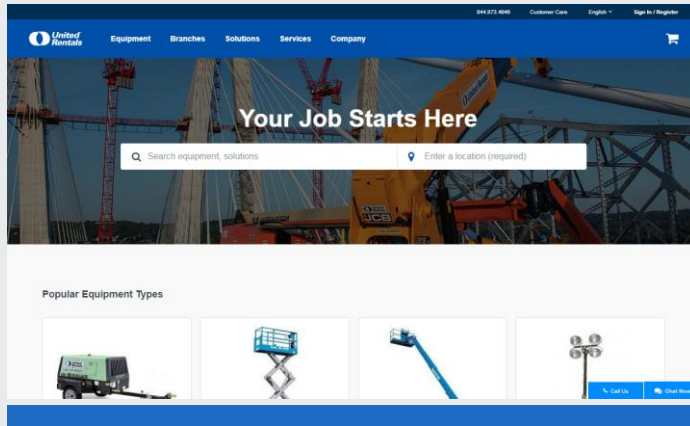 844.873.4948 Customer Care English Sign In / Register
United Rentals
Equipment Branches Solutions Services Company
Your Job Starts Here
Search equipment, solutions Enter a location (required)
JCB
Popular Equipment Types
Call Us Chat Now